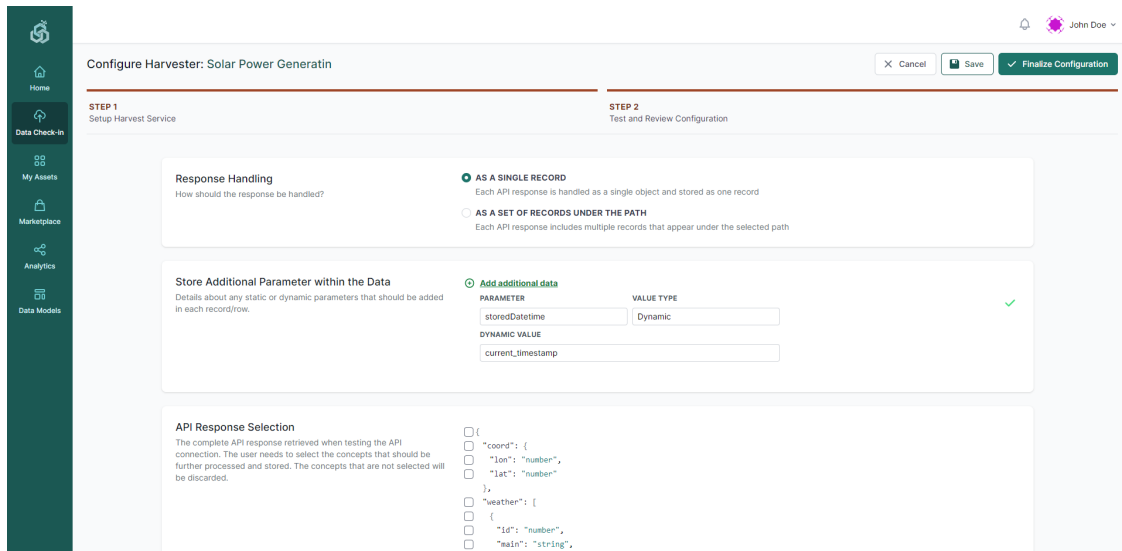 John Doe
Configure Harvester: Solar Power Generatin
Cancel
Save
Finalize Configuration
Home
Data Check-in
My Assets
Marketplace
Analytics
Data Models
STEP 1
Setup Harvest Service
STEP 2
Test and Review Configuration
Response Handling
How should the response be handled?
AS A SINGLE RECORD
Each API response is handled as a single object and stored as one record
AS A SET OF RECORDS UNDER THE PATH
Each API response includes multiple records that appear under the selected path
Store Additional Parameter within the Data
Details about any static or dynamic parameters that should be added
in each record/row.
Add additional data
PARAMETER
VALUE TYPE
storedDatetime
Dynamic
DYNAMIC VALUE
current_timestamp
API Response Selection
The complete API response retrieved when testing the API
connection. The user needs to select the concepts that should be
further processed and stored. The concepts that are not selected will
be discarded.
{
"coord": {
"lon": "number",
"lat": "number"
},
"weather": [
{
"id": "number",
"main": "string",